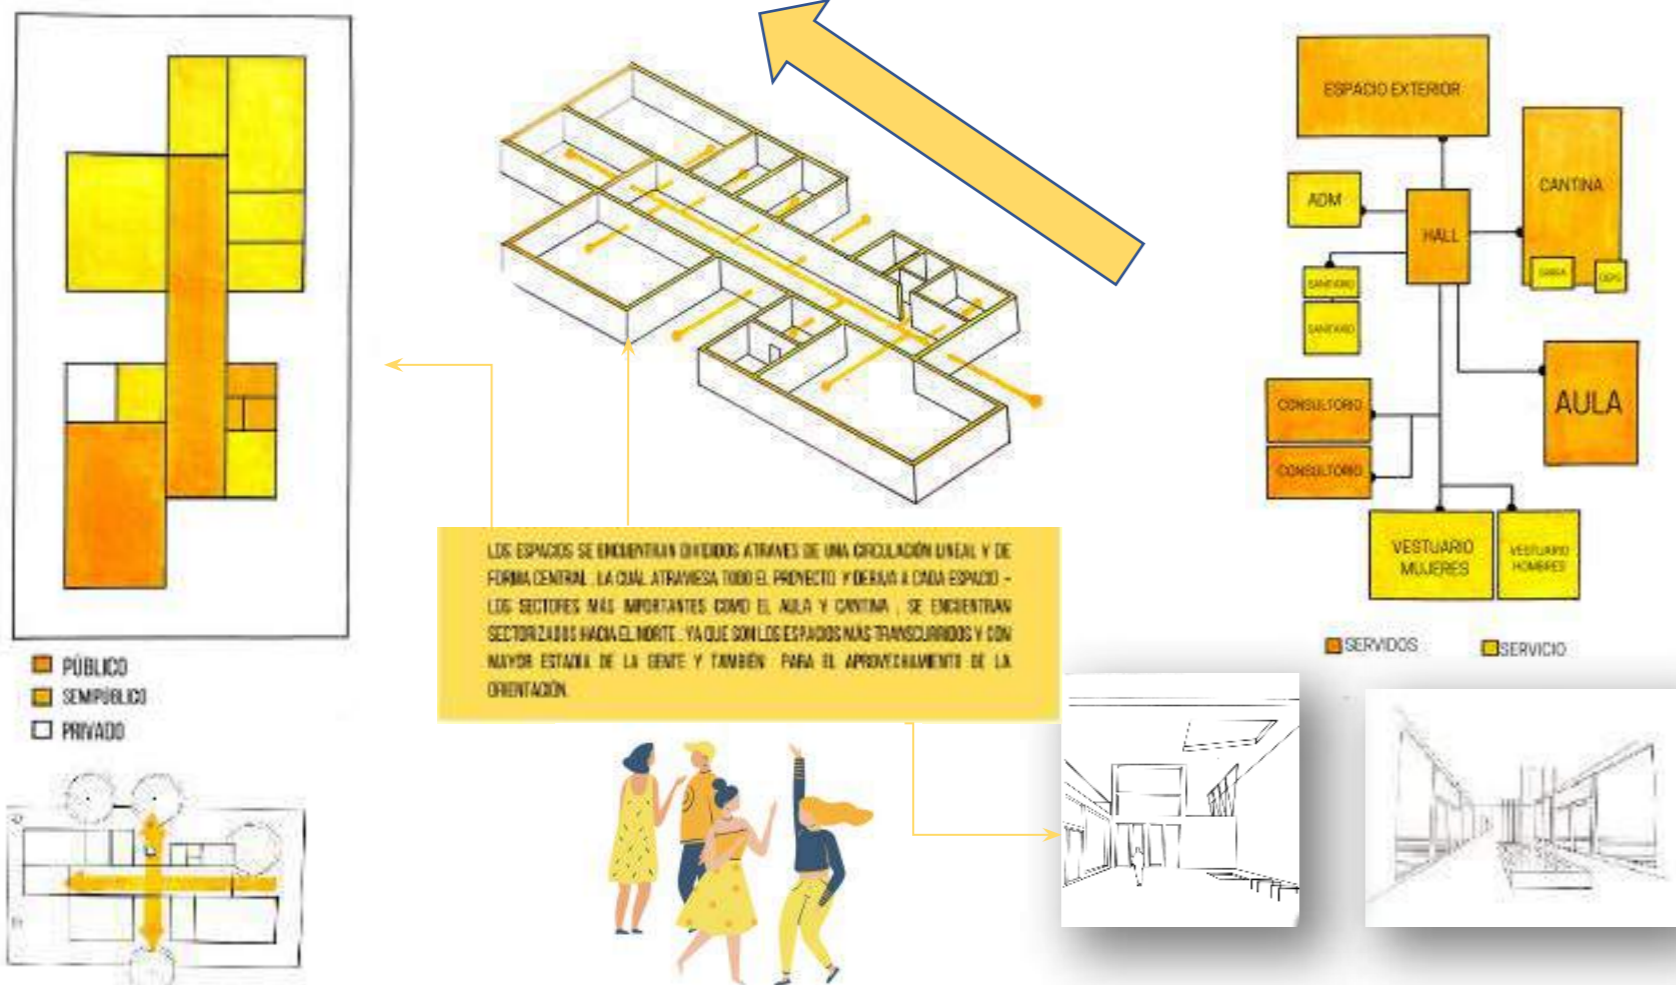 PÚBLICO
SEMIPÚBLICO
PRIVADO
LOS ESPACIOS SE ENCUENTRAN DIVIDIDOS ATRAVES DE UNA CIRCULACIÓN LINEAL Y DE
FORMA CENTRAL . LA CUÁL ATRAVIESA TODO EL PROYECTO Y DERIVA A CADA ESPACIO -
LOS SECTORES MÁS IMPORTANTES COMO EL AULA Y CANTINA , SE ENCUENTRAN
SECTORIZADOS HACIA EL NORTE . YA QUE SON LOS ESPACIOS MÁS TRANSCURRIDOS Y CON
MAYOR ESTADIA DE LA GENTE Y TAMBIÉN PARA EL APROVECHAMIENTO DE LA
ORIENTACIÓN.
ESPACIO EXTERIOR
CANTINA
ADM
HALL
SANITARIO
SANITARIO
DEPO
AULA
CONSULTORIO
CONSULTORIO
VESTUARIO
MUJERES
VESTUARIO
HOMBRES
SERVIDOS
SERVICIO